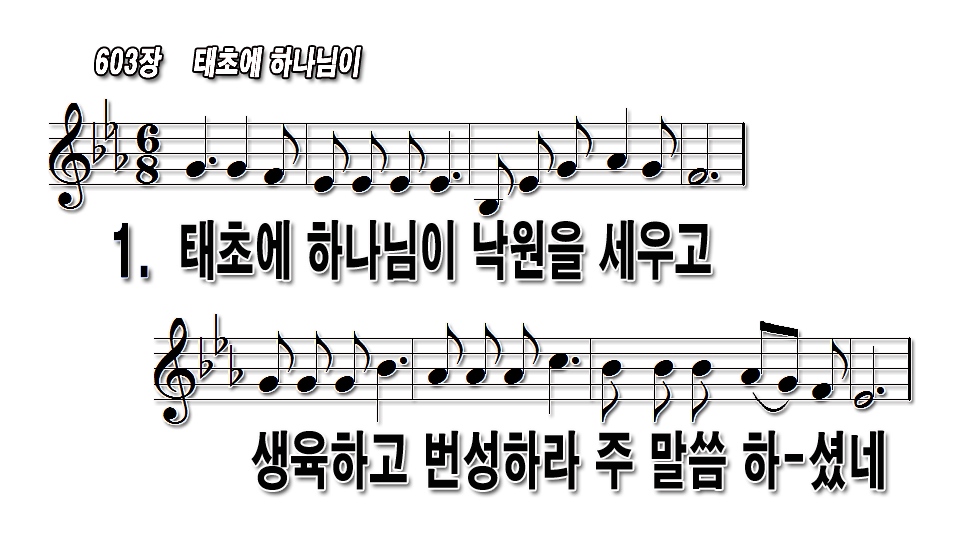 603장 태초에 하나님이
6
8
1. 태초에 하나님이 낙원을 세우고
생육하고 번성하라 주 말씀 하-셨네